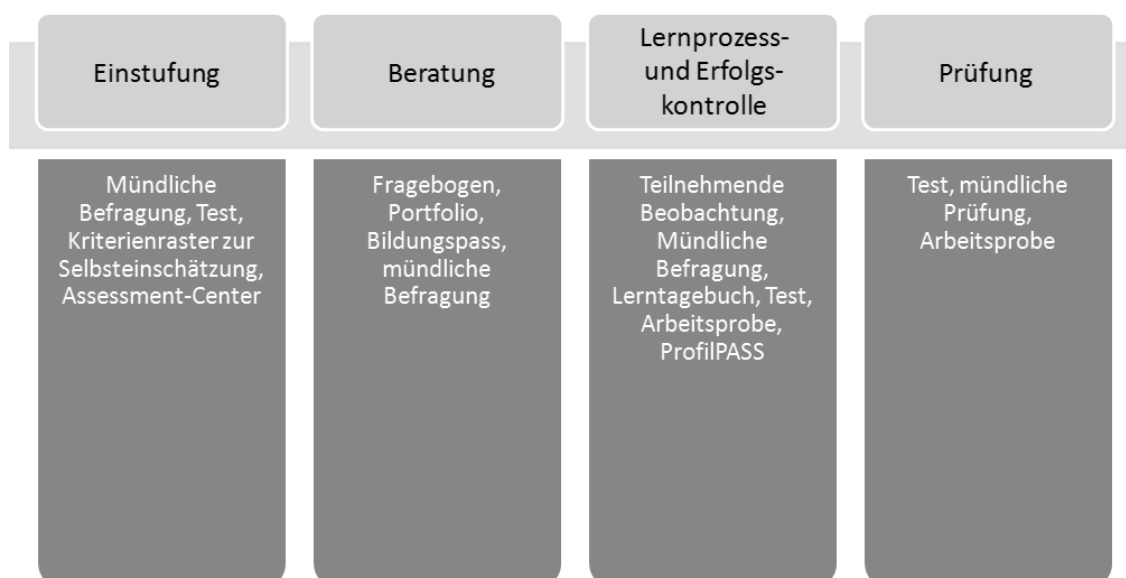 Einstufung
Beratung
Lernprozess-
und Erfolgs-
kontrolle
Prüfung
Mündliche
Befragung, Test,
Kriterienraster zur
Selbsteinschätzung,
Assessment-Center
Fragebogen,
Portfolio,
Bildungspass,
mündliche
Befragung
Teilnehmende
Beobachtung,
Mündliche
Befragung,
Lerntagebuch, Test,
Arbeitsprobe,
ProfilPASS
Test, mündliche
Prüfung,
Arbeitsprobe